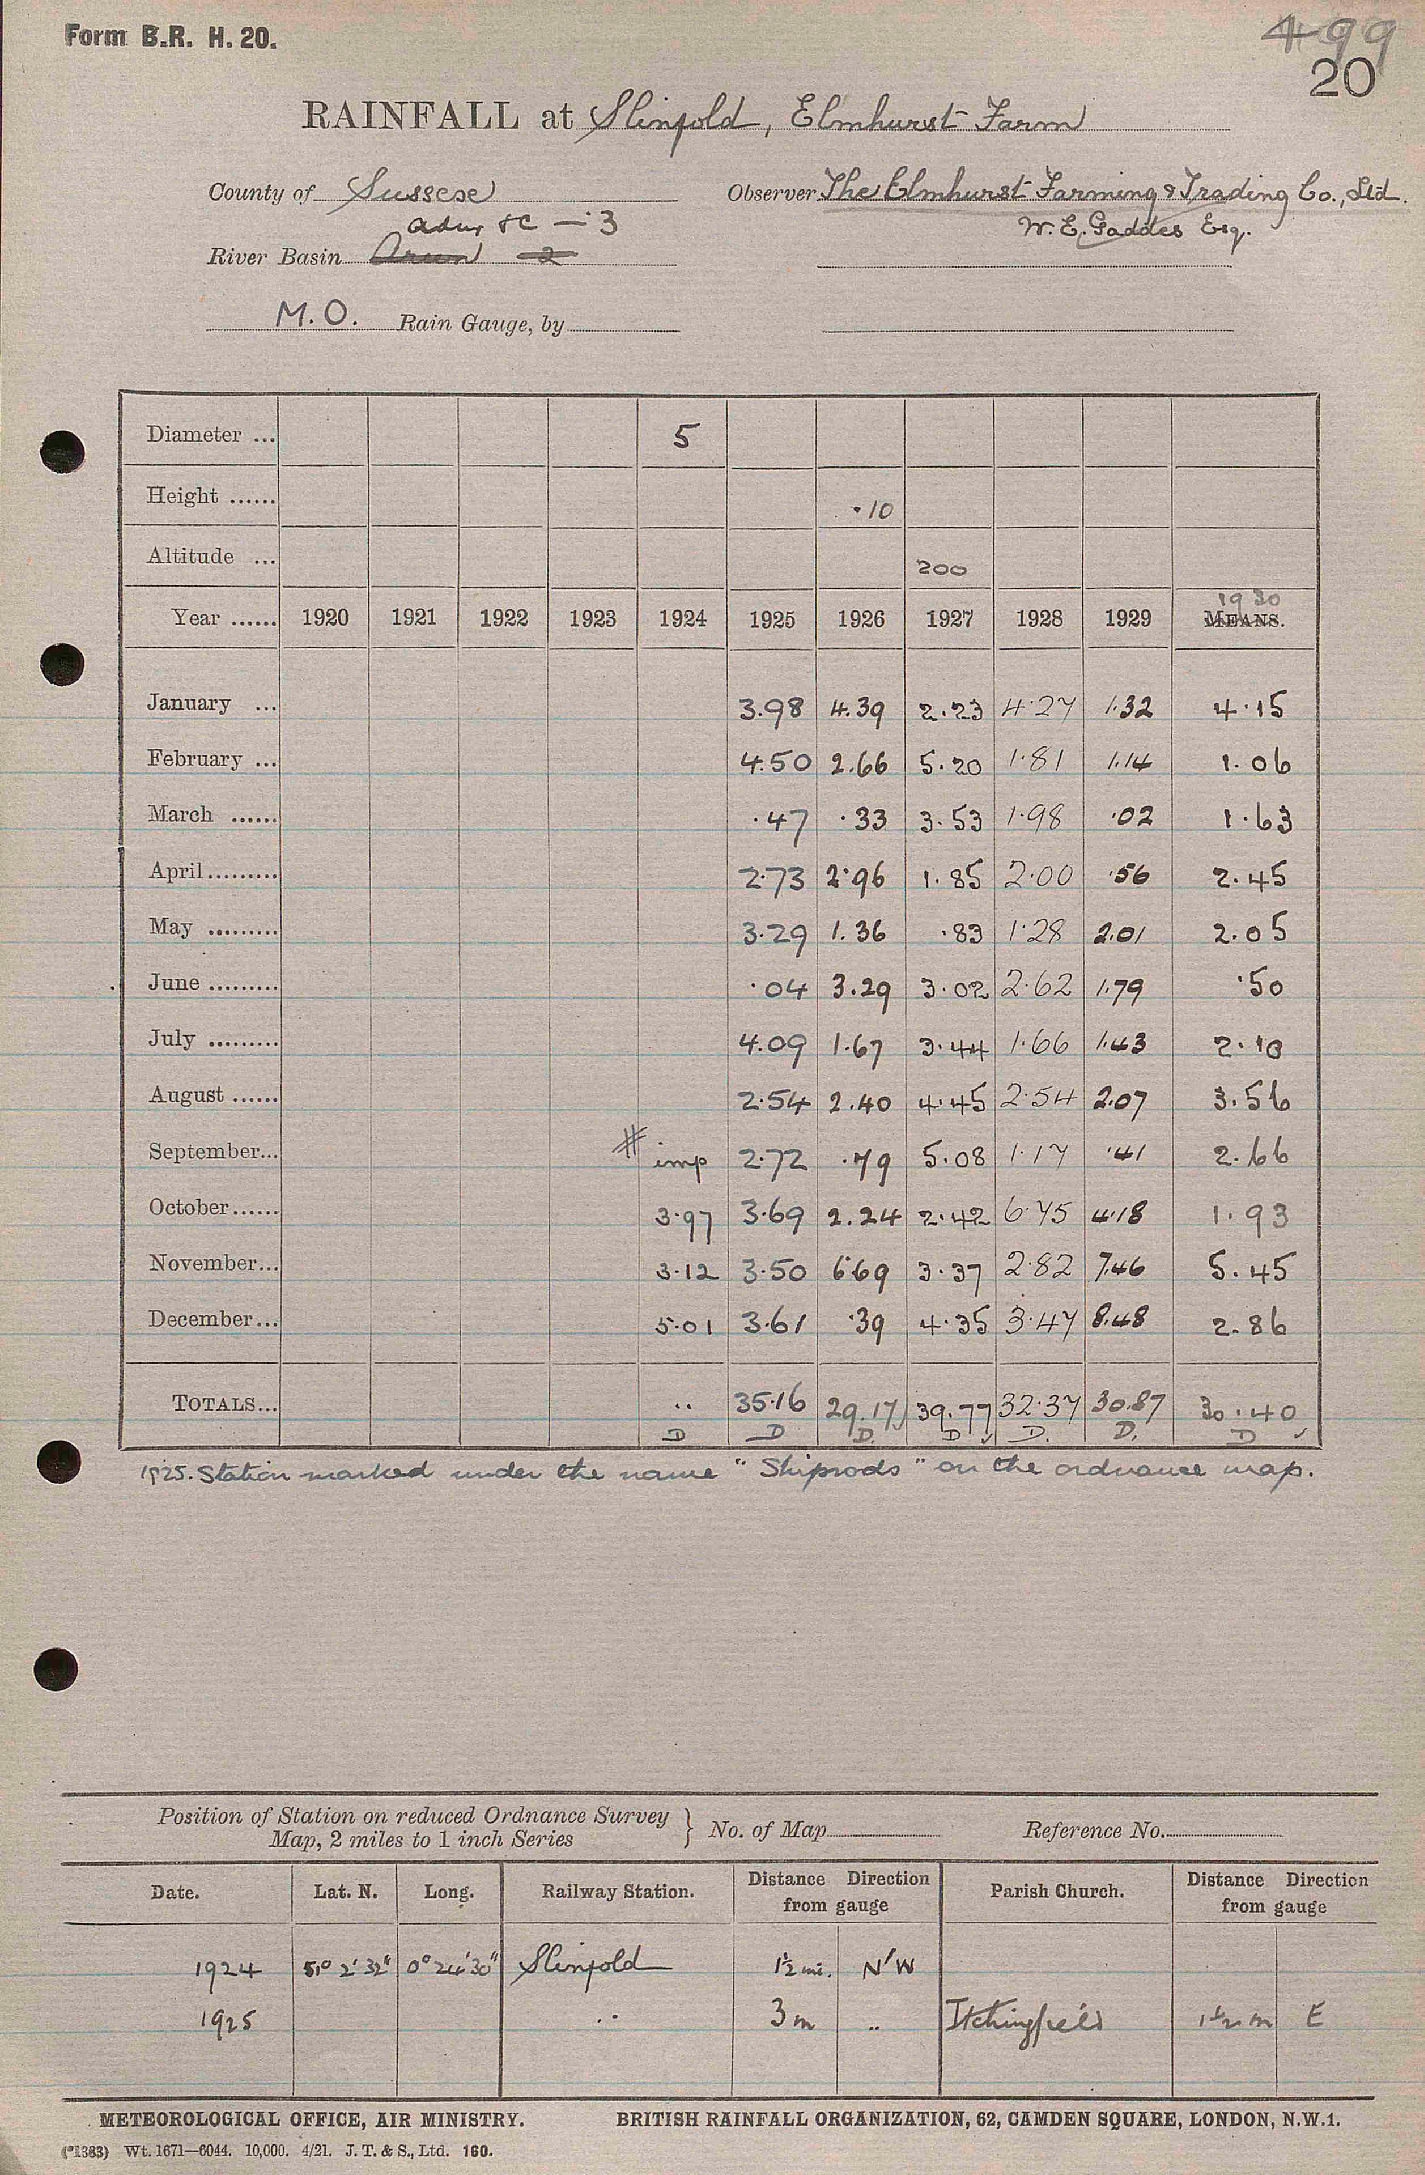 Form B.R. H. 20.
499
20
RAINFALL at Slinfold, Elmhurst Farm
County of Sussex Observer The Elmhurst Farming & Trading Co., Ltd.
Adur &c — 3 W. E. Gaddes Esq.
River Basin Arun 2
M.O. Rain Gauge, by
Diameter ... 5
Height ...... .10
Altitude ... 200
1930
Year ...... 1920 1921 1922 1923 1924 1925 1926 1927 1928 1929 MEANS.
January ... 3.98 4.39 2.23 4.27 1.32 4.15
February ... 4.50 2.66 5.20 1.81 1.14 1.06
March ...... .47 .33 3.53 1.98 .02 1.63
April......... 2.73 2.96 1.85 2.00 .56 2.45
May ......... 3.29 1.36 .83 1.28 2.01 2.05
June ......... .04 3.29 3.02 2.62 1.79 .50
July ......... 4.09 1.67 3.44 1.66 1.43 2.10
August ...... 2.54 2.40 4.45 2.54 2.07 3.56
September... # imp 2.72 .79 5.08 1.17 .41 2.66
October...... 3.97 3.69 2.24 2.42 6.75 4.18 1.93
November... 3.12 3.50 6.69 3.37 2.82 7.46 5.45
December... 5.01 3.61 .39 4.35 3.47 8.48 2.86
TOTALS... .. 35.16 29.17 39.77 32.37 30.87 30.40
D D D. D ✓ D. D. D ✓
1925. Station marked under the name "Shiprods" on the ordnance map.
Position of Station on reduced Ordnance Survey
Map, 2 miles to 1 inch Series } No. of Map Reference No.
Date. Lat. N. Long. Railway Station. Distance Direction from gauge Parish Church. Distance Direction from gauge
1924 51° 2' 32" 0° 24' 30" Slinfold 1½ mi. N'W
1925 .. 3 m .. Itchingfield 1½ m E
METEOROLOGICAL OFFICE, AIR MINISTRY. BRITISH RAINFALL ORGANIZATION, 62, CAMDEN SQUARE, LONDON, N.W.1.
(*1383) Wt. 1671—6044. 10,000. 4/21. J. T. & S., Ltd. 160.